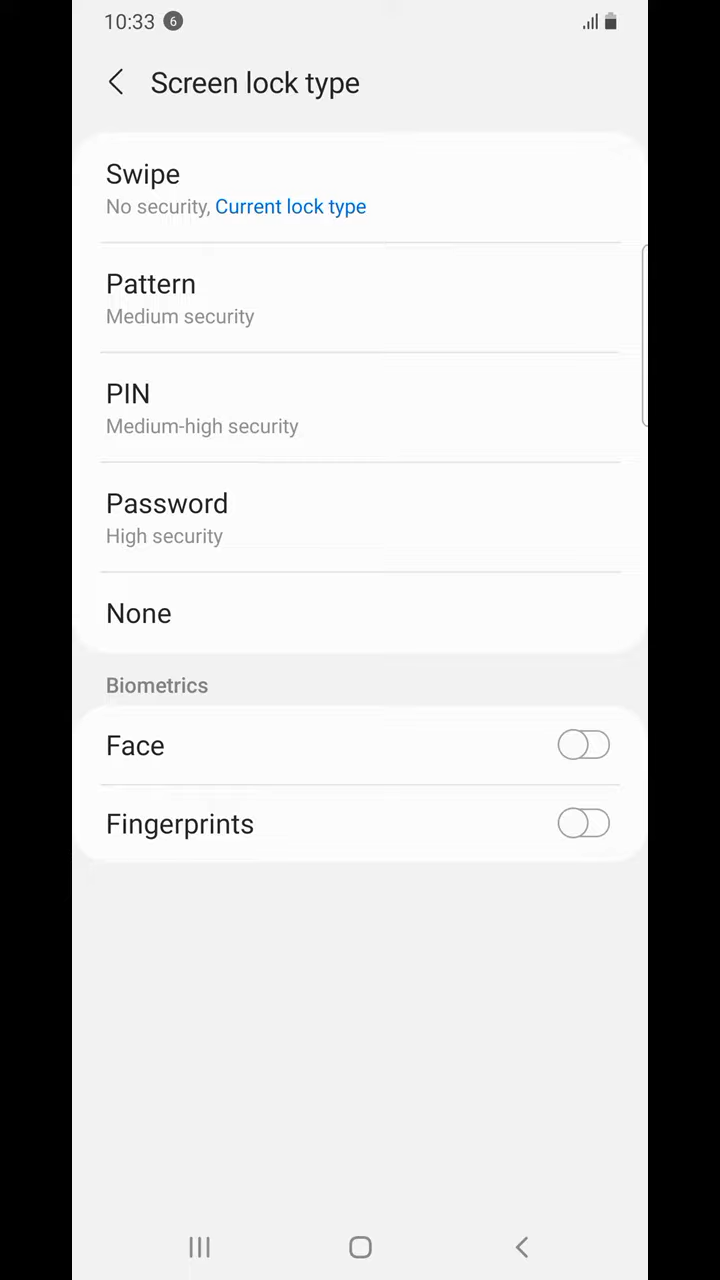 10:33 6
Screen lock type
Swipe
No security, Current lock type
Pattern
Medium security
PIN
Medium-high security
Password
High security
None
Biometrics
Face
Fingerprints